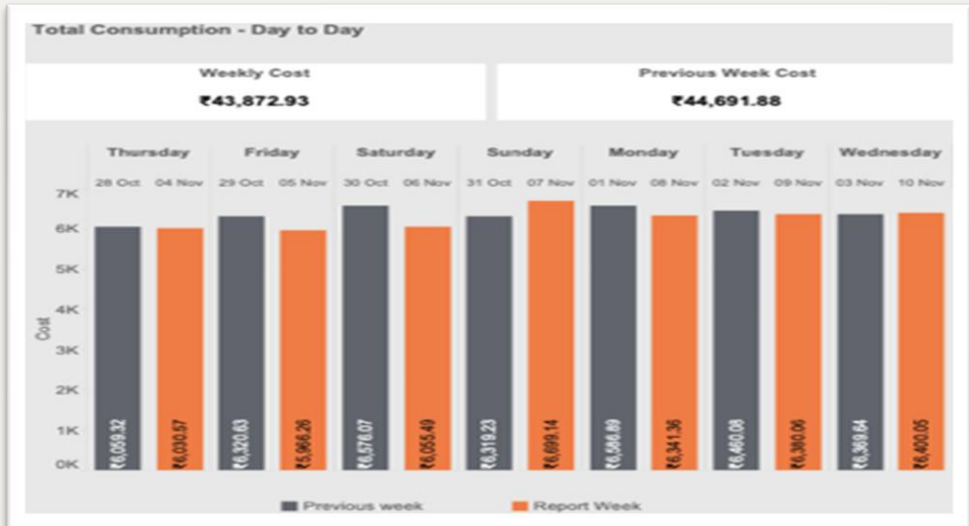 Total Consumption - Day to Day
Weekly Cost
₹43,872.93
Previous Week Cost
₹44,691.88
Thursday Friday Saturday Sunday Monday Tuesday Wednesday
28 Oct 04 Nov 29 Oct 05 Nov 30 Oct 06 Nov 31 Oct 07 Nov 01 Nov 08 Nov 02 Nov 09 Nov 03 Nov 10 Nov
7K
6K
5K
4K
3K
2K
1K
0K
Cost
₹6,059.32
₹6,030.57
₹6,320.63
₹5,966.26
₹6,576.07
₹6,055.49
₹6,319.23
₹6,699.14
₹6,586.89
₹6,341.36
₹6,460.08
₹6,380.06
₹6,369.64
₹6,400.05
Previous week
Report Week